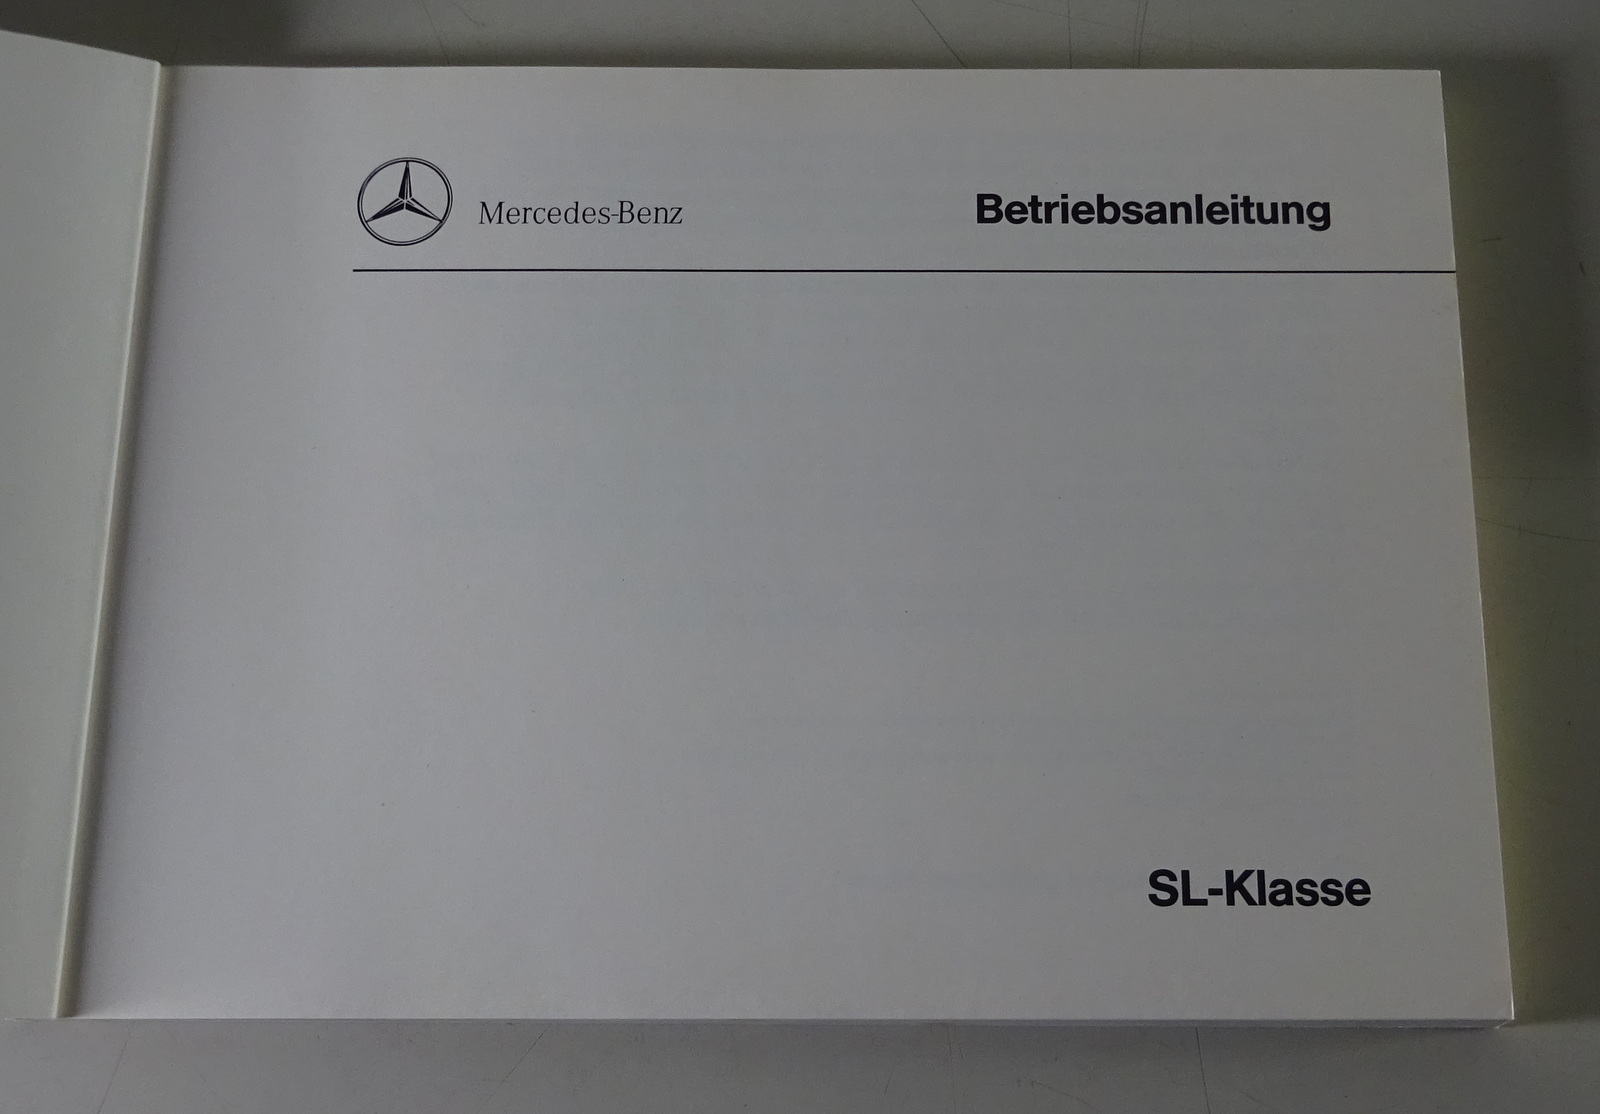 Mercedes-Benz
Betriebsanleitung
SL-Klasse